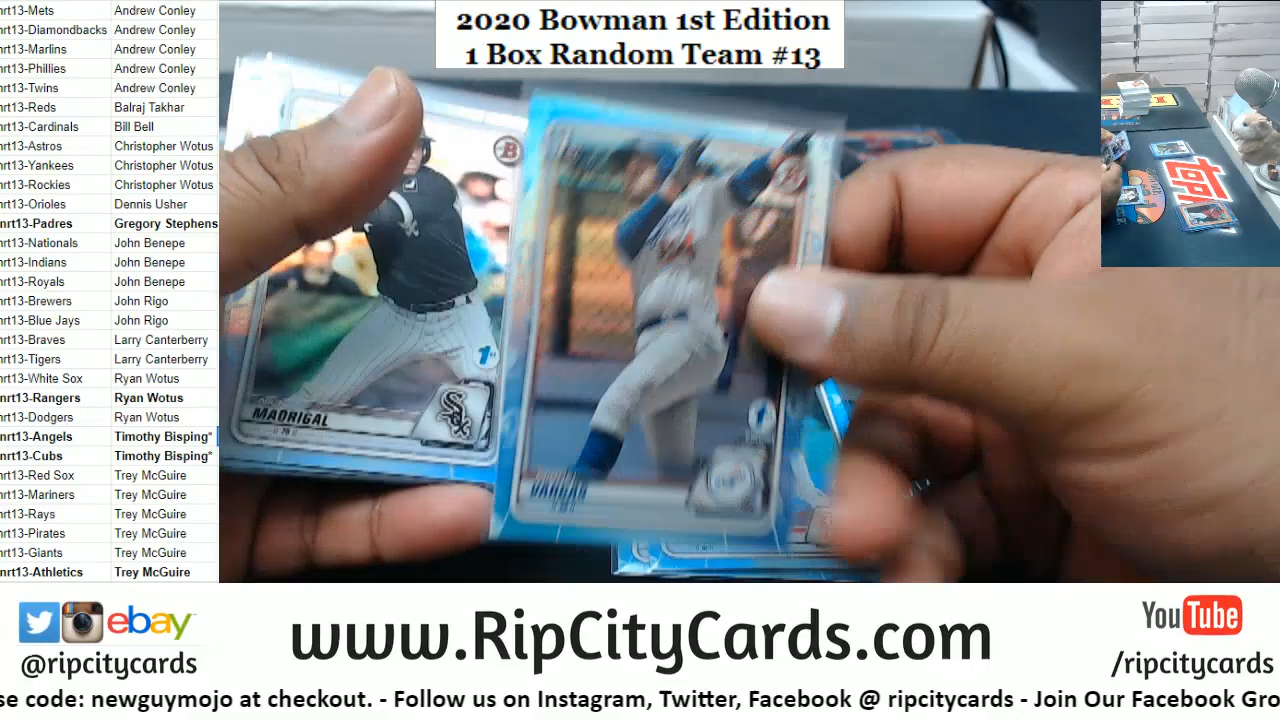 2020 Bowman 1st Edition
1 Box Random Team #13
nrt13-Mets Andrew Conley
nrt13-Diamondbacks Andrew Conley
nrt13-Marlins Andrew Conley
nrt13-Phillies Andrew Conley
nrt13-Twins Andrew Conley
nrt13-Reds Balraj Takhar
nrt13-Cardinals Bill Bell
nrt13-Astros Christopher Wotus
nrt13-Yankees Christopher Wotus
nrt13-Rockies Christopher Wotus
nrt13-Orioles Dennis Usher
nrt13-Padres Gregory Stephens
nrt13-Nationals John Benepe
nrt13-Indians John Benepe
nrt13-Royals John Benepe
nrt13-Brewers John Rigo
nrt13-Blue Jays John Rigo
nrt13-Braves Larry Canterberry
nrt13-Tigers Larry Canterberry
nrt13-White Sox Ryan Wotus
nrt13-Rangers Ryan Wotus
nrt13-Dodgers Ryan Wotus
nrt13-Angels Timothy Bisping*
nrt13-Cubs Timothy Bisping*
nrt13-Red Sox Trey McGuire
nrt13-Mariners Trey McGuire
nrt13-Rays Trey McGuire
nrt13-Pirates Trey McGuire
nrt13-Giants Trey McGuire
nrt13-Athletics Trey McGuire
B
1st
MADRIGAL
Sox
VARGAS
ebay
@ripcitycards
www.RipCityCards.com
YouTube
/ripcitycards
se code: newguymojo at checkout. - Follow us on Instagram, Twitter, Facebook @ ripcitycards - Join Our Facebook Gro